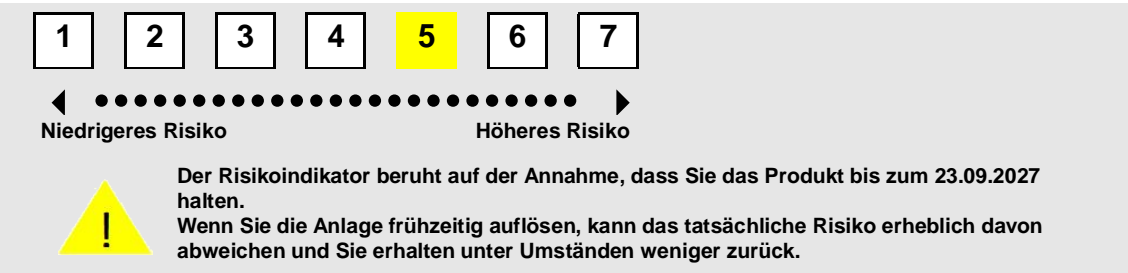 1 2 3 4 5 6 7
Niedrigeres Risiko Höheres Risiko
Der Risikoindikator beruht auf der Annahme, dass Sie das Produkt bis zum 23.09.2027
halten.
Wenn Sie die Anlage frühzeitig auflösen, kann das tatsächliche Risiko erheblich davon
abweichen und Sie erhalten unter Umständen weniger zurück.
!